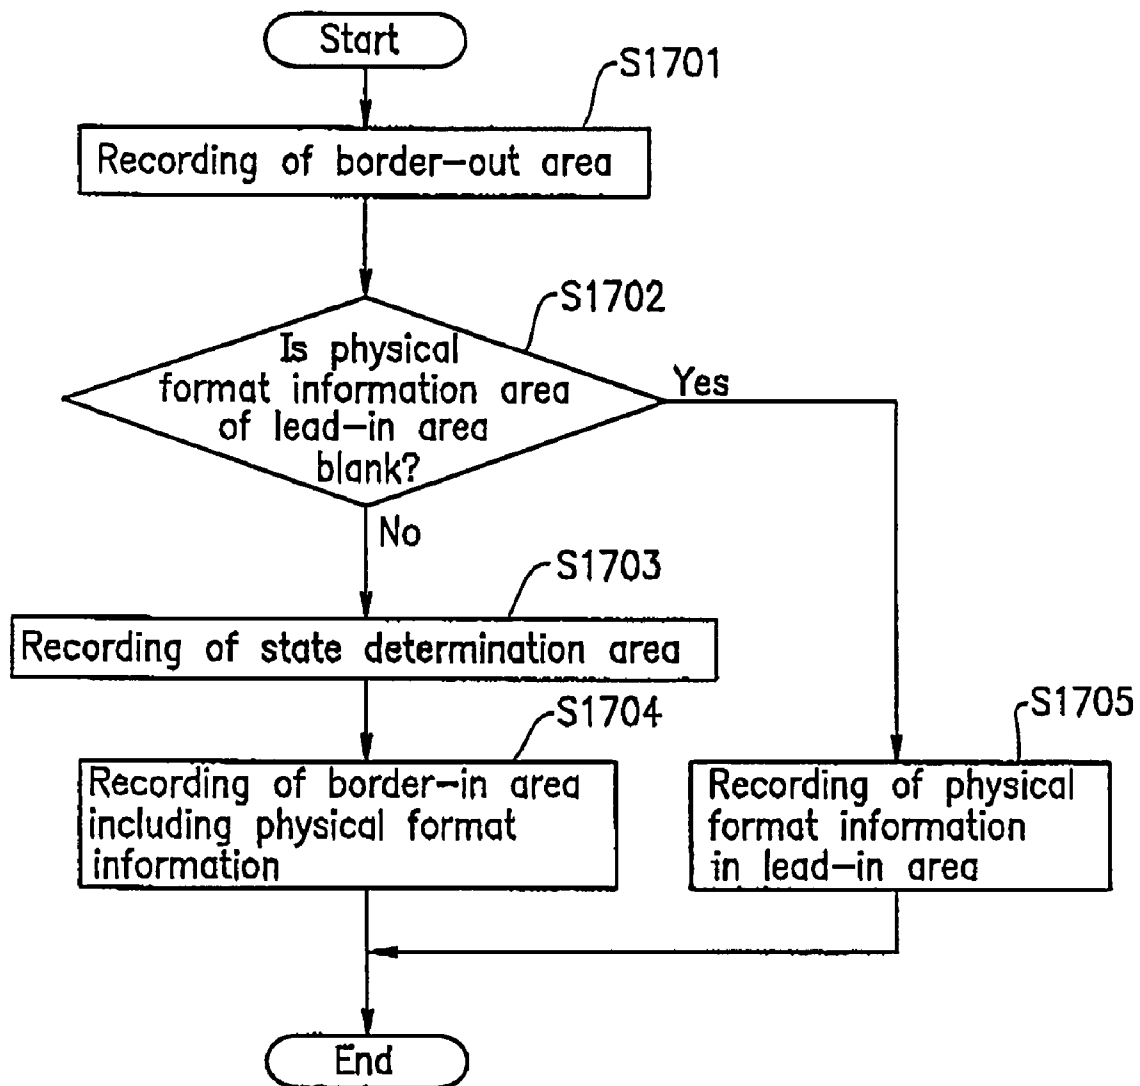 Start
S1701
Recording of border-out area
S1702
Is physical
format information area
of lead-in area
blank?
Yes
No
S1703
Recording of state determination area
S1704
Recording of border-in area
including physical format
information
S1705
Recording of physical
format information
in lead-in area
End